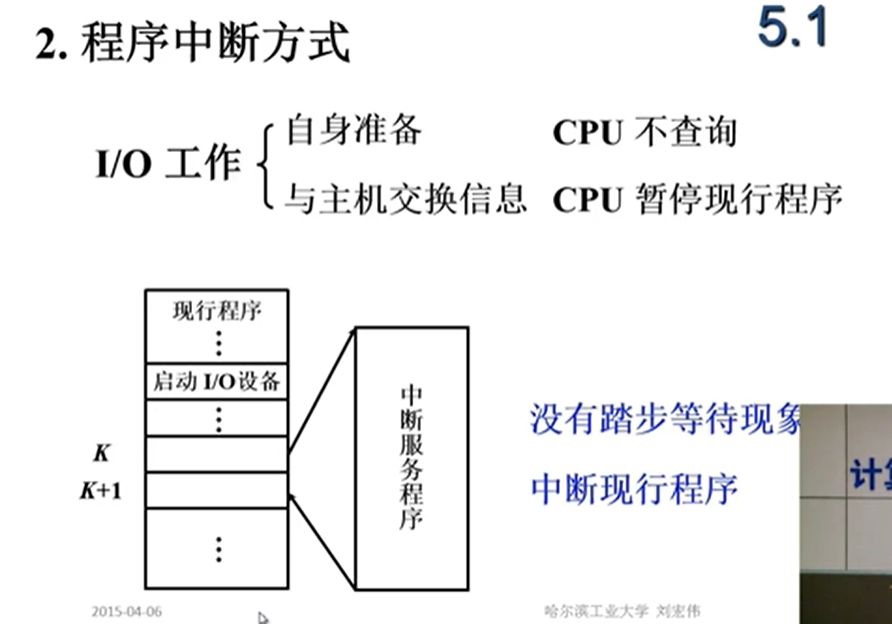 2. 程序中断方式
5.1
I/O 工作
自身准备 CPU 不查询
与主机交换信息 CPU 暂停现行程序
现行程序
启动 I/O设备
K
K+1
中断服务程序
没有踏步等待现象
中断现行程序
计
2015-04-06
哈尔滨工业大学 刘宏伟